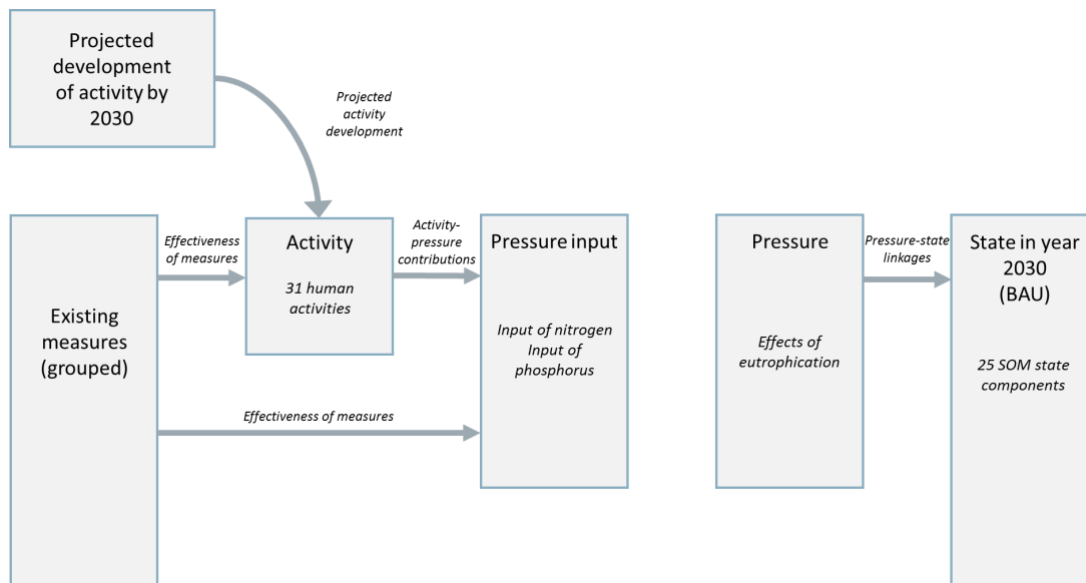 Projected
development
of activity by
2030
Projected
activity
development
Existing
measures
(grouped)
Effectiveness
of measures
Activity
31 human
activities
Activity-
pressure
contributions
Effectiveness of measures
Pressure input
Input of nitrogen
Input of
phosphorus
Pressure
Effects of
eutrophication
Pressure-state
linkages
State in year
2030
(BAU)
25 SOM state
components